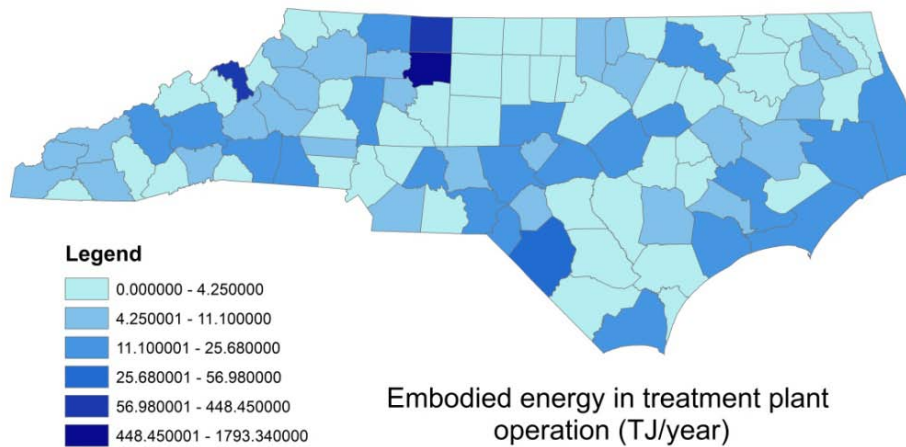 Legend
0.000000 - 4.250000
4.250001 - 11.100000
11.100001 - 25.680000
25.680001 - 56.980000
56.980001 - 448.450000
448.450001 - 1793.340000
Embodied energy in treatment plant
operation (TJ/year)